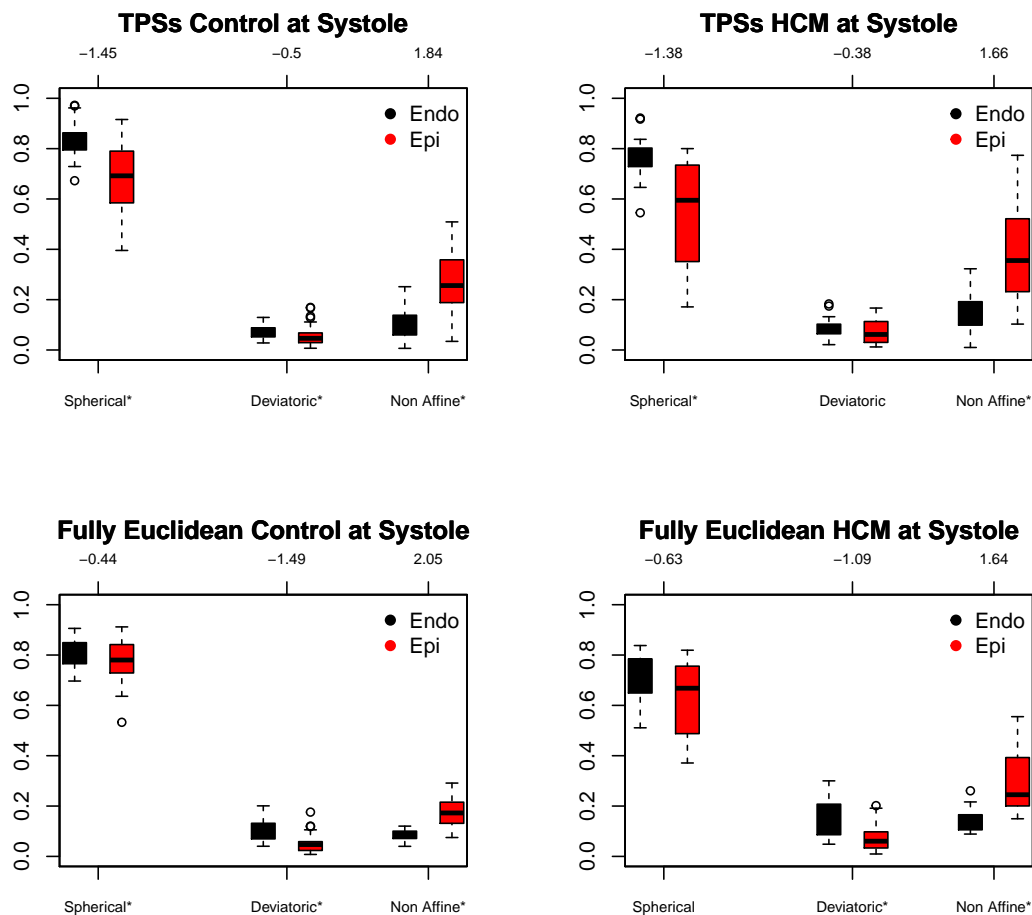 TPSs Control at Systole
−1.45 −0.5 1.84
1.0
0.8
0.6
0.4
0.2
0.0
Endo
Epi
Spherical* Deviatoric* Non Affine*
TPSs HCM at Systole
−1.38 −0.38 1.66
1.0
0.8
0.6
0.4
0.2
0.0
Endo
Epi
Spherical* Deviatoric Non Affine*
Fully Euclidean Control at Systole
−0.44 −1.49 2.05
1.0
0.8
0.6
0.4
0.2
0.0
Endo
Epi
Spherical* Deviatoric* Non Affine*
Fully Euclidean HCM at Systole
−0.63 −1.09 1.64
1.0
0.8
0.6
0.4
0.2
0.0
Endo
Epi
Spherical Deviatoric* Non Affine*